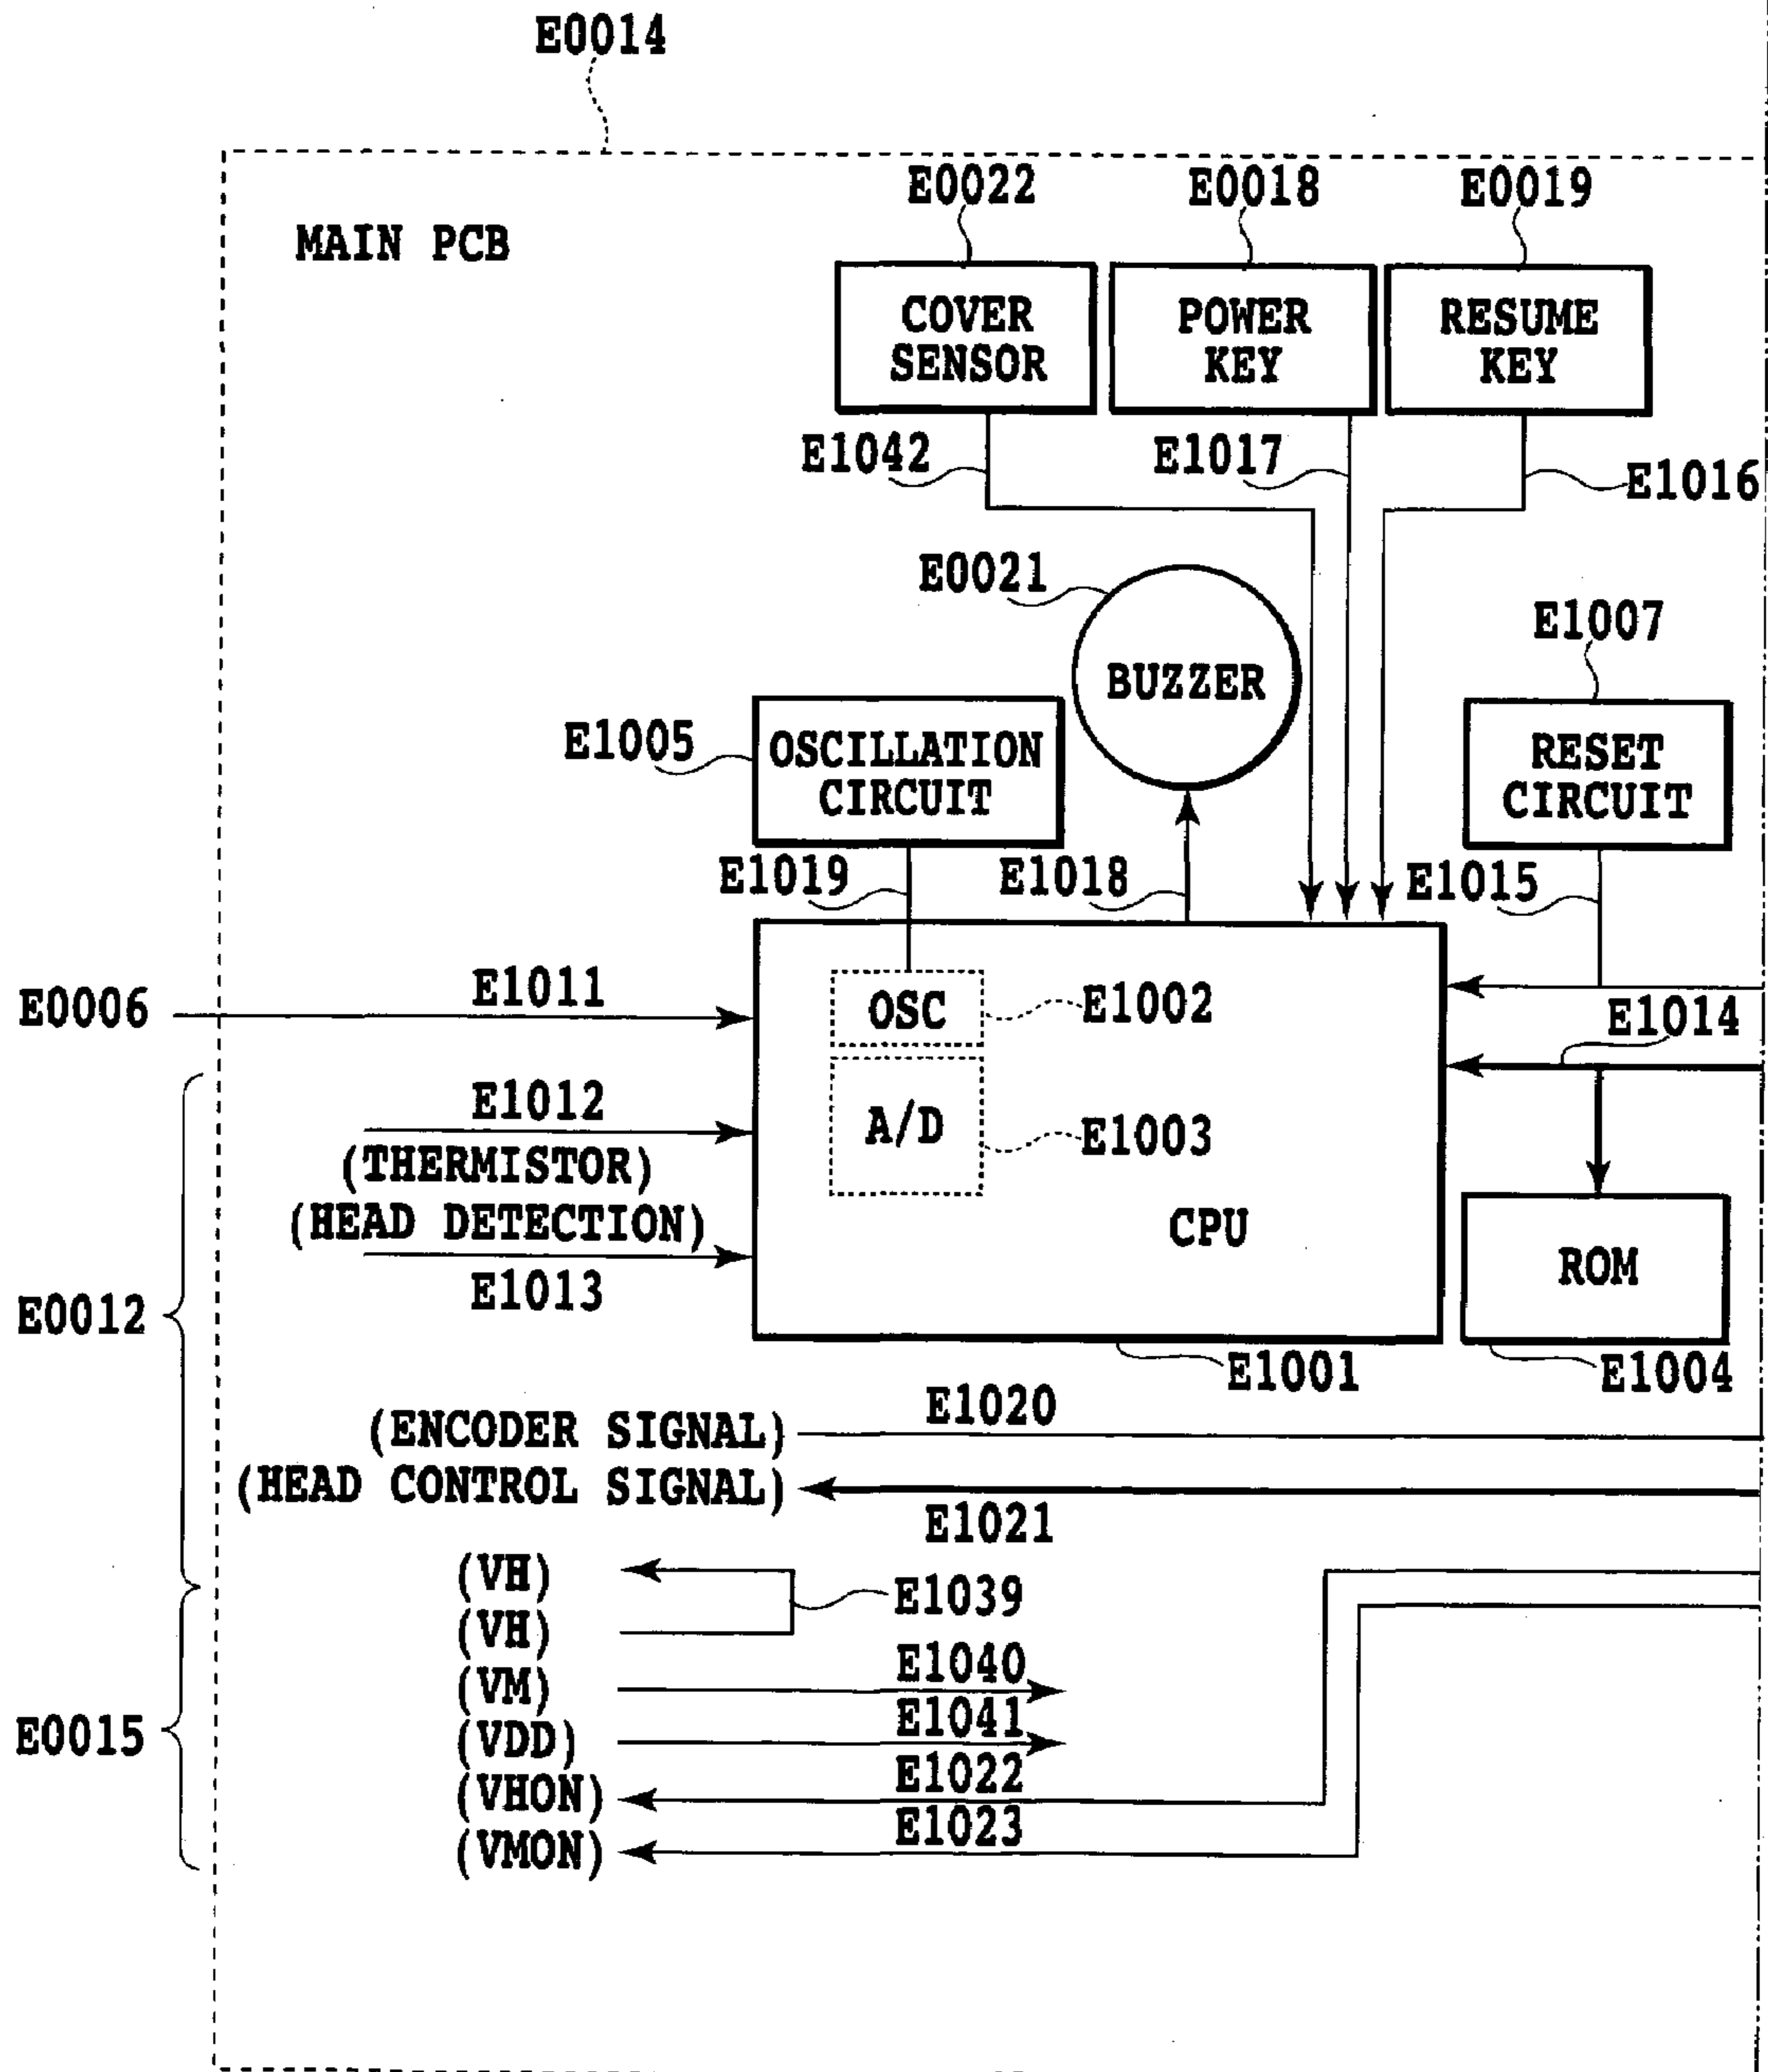 E0014
E0022
E0018
E0019
MAIN PCB
COVER
SENSOR
POWER
KEY
RESUME
KEY
E1042
E1017
E1016
E0021
E1007
BUZZER
E1005
OSCILLATION
CIRCUIT
RESET
CIRCUIT
E1019
E1018
E1015
E0006
E1011
OSC
E1002
E1014
E1012
(THERMISTOR)
A/D
E1003
(HEAD DETECTION)
E1013
CPU
ROM
E0012
E1001
E1004
(ENCODER SIGNAL)
E1020
(HEAD CONTROL SIGNAL)
E1021
(VH)
E1039
(VH)
(VM)
E1040
E0015
(VDD)
E1041
(VHON)
E1022
(VMON)
E1023